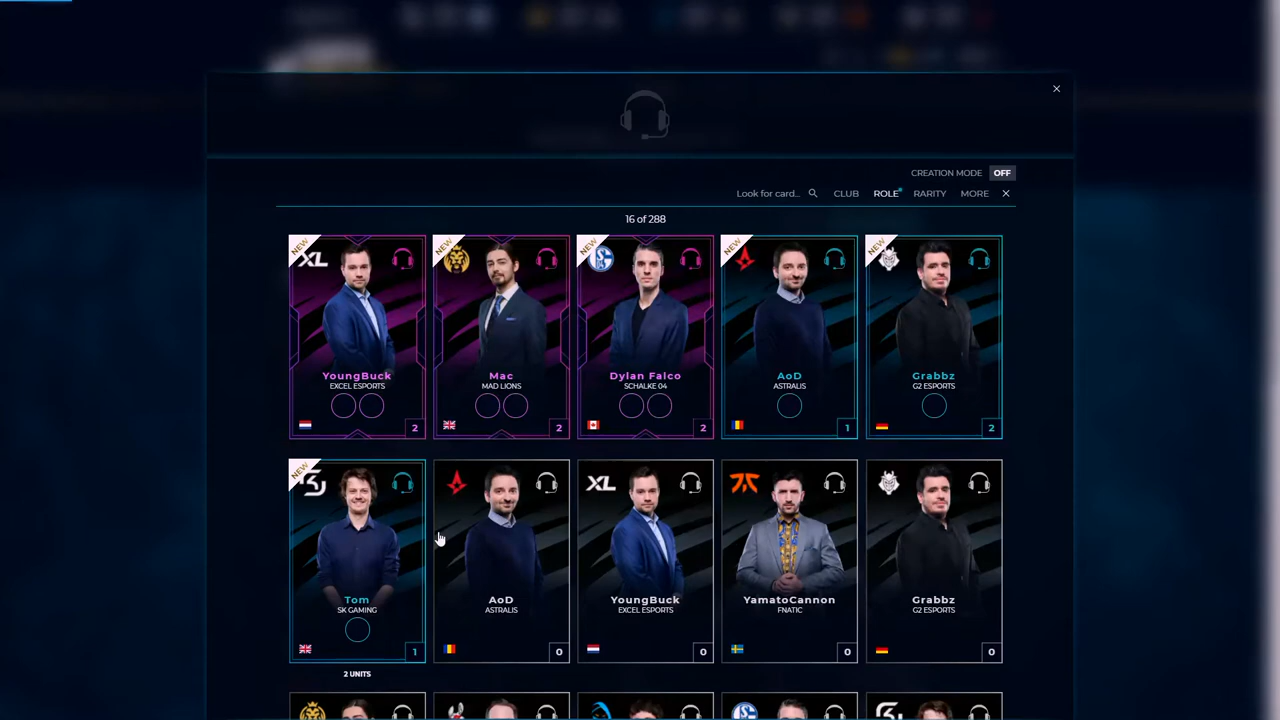 CREATION MODE OFF
Look for card... CLUB ROLE RARITY MORE
16 of 288
NEW NEW NEW NEW NEW
XL
YoungBuck Mac Dylan Falco AoD Grabbz
EXCEL ESPORTS MAD LIONS SCHALKE 04 ASTRALIS G2 ESPORTS
2 2 2 1 2
NEW
XL
Tom AoD YoungBuck YamatoCannon Grabbz
SK GAMING ASTRALIS EXCEL ESPORTS FNATIC G2 ESPORTS
1 0 0 0 0
2 UNITS